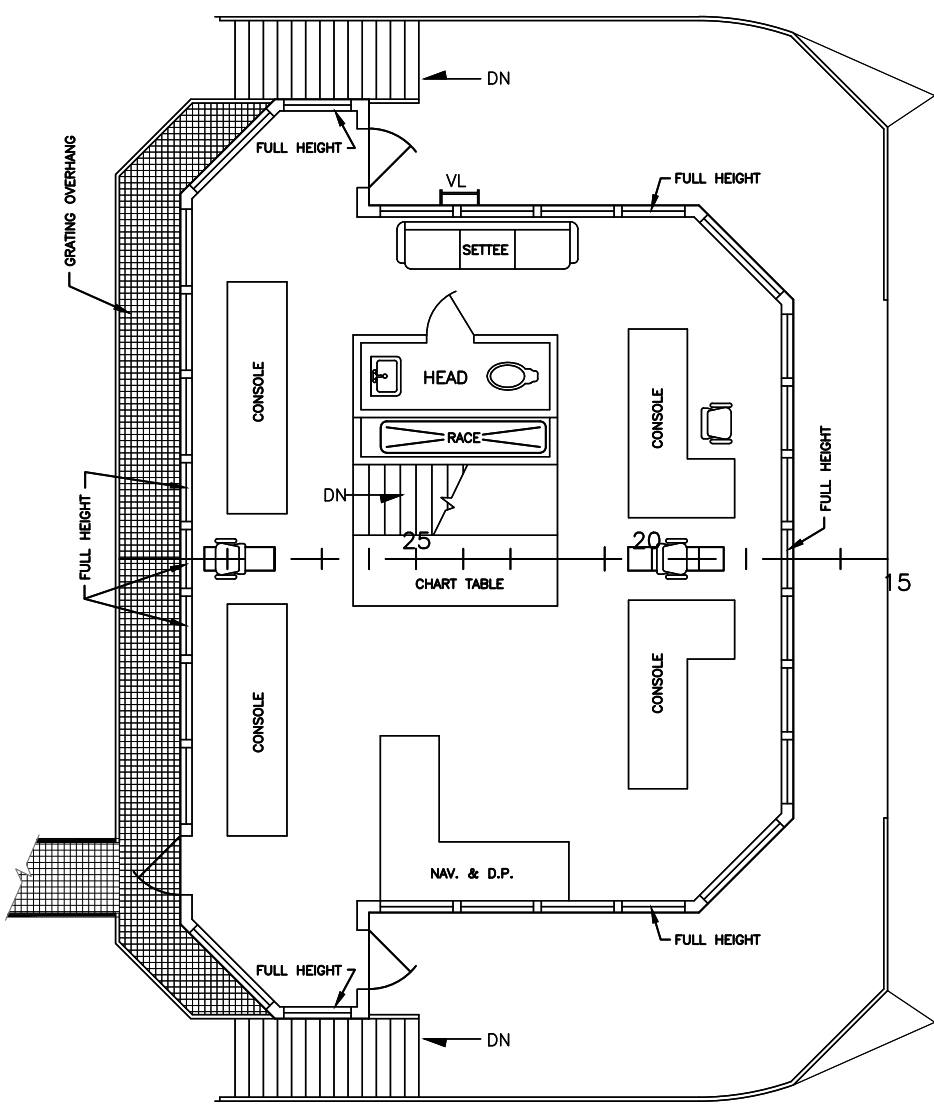 DN
FULL HEIGHT
GRATING OVERHANG
VL
FULL HEIGHT
SETTEE
HEAD
CONSOLE
CONSOLE
RACE
FULL HEIGHT
DN
FULL HEIGHT
25
20
15
CHART TABLE
CONSOLE
CONSOLE
NAV. & D.P.
FULL HEIGHT
FULL HEIGHT
DN